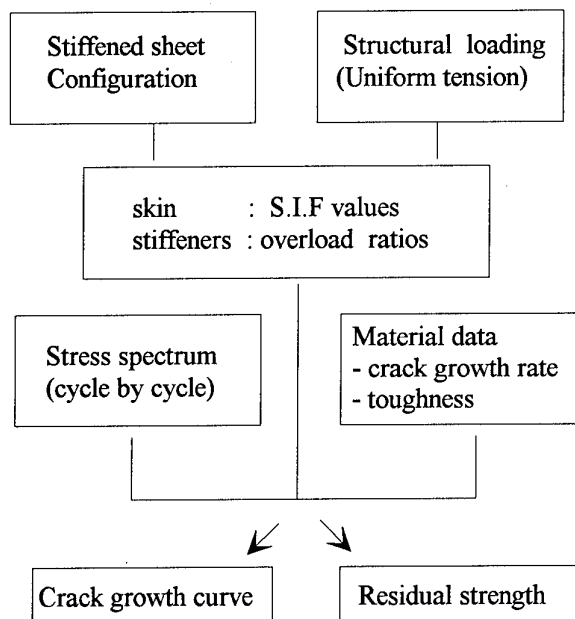 Stiffened sheet
Configuration
Structural loading
(Uniform tension)
skin : S.I.F values
stiffeners : overload ratios
Stress spectrum
(cycle by cycle)
Material data
- crack growth rate
- toughness
Crack growth curve
Residual strength